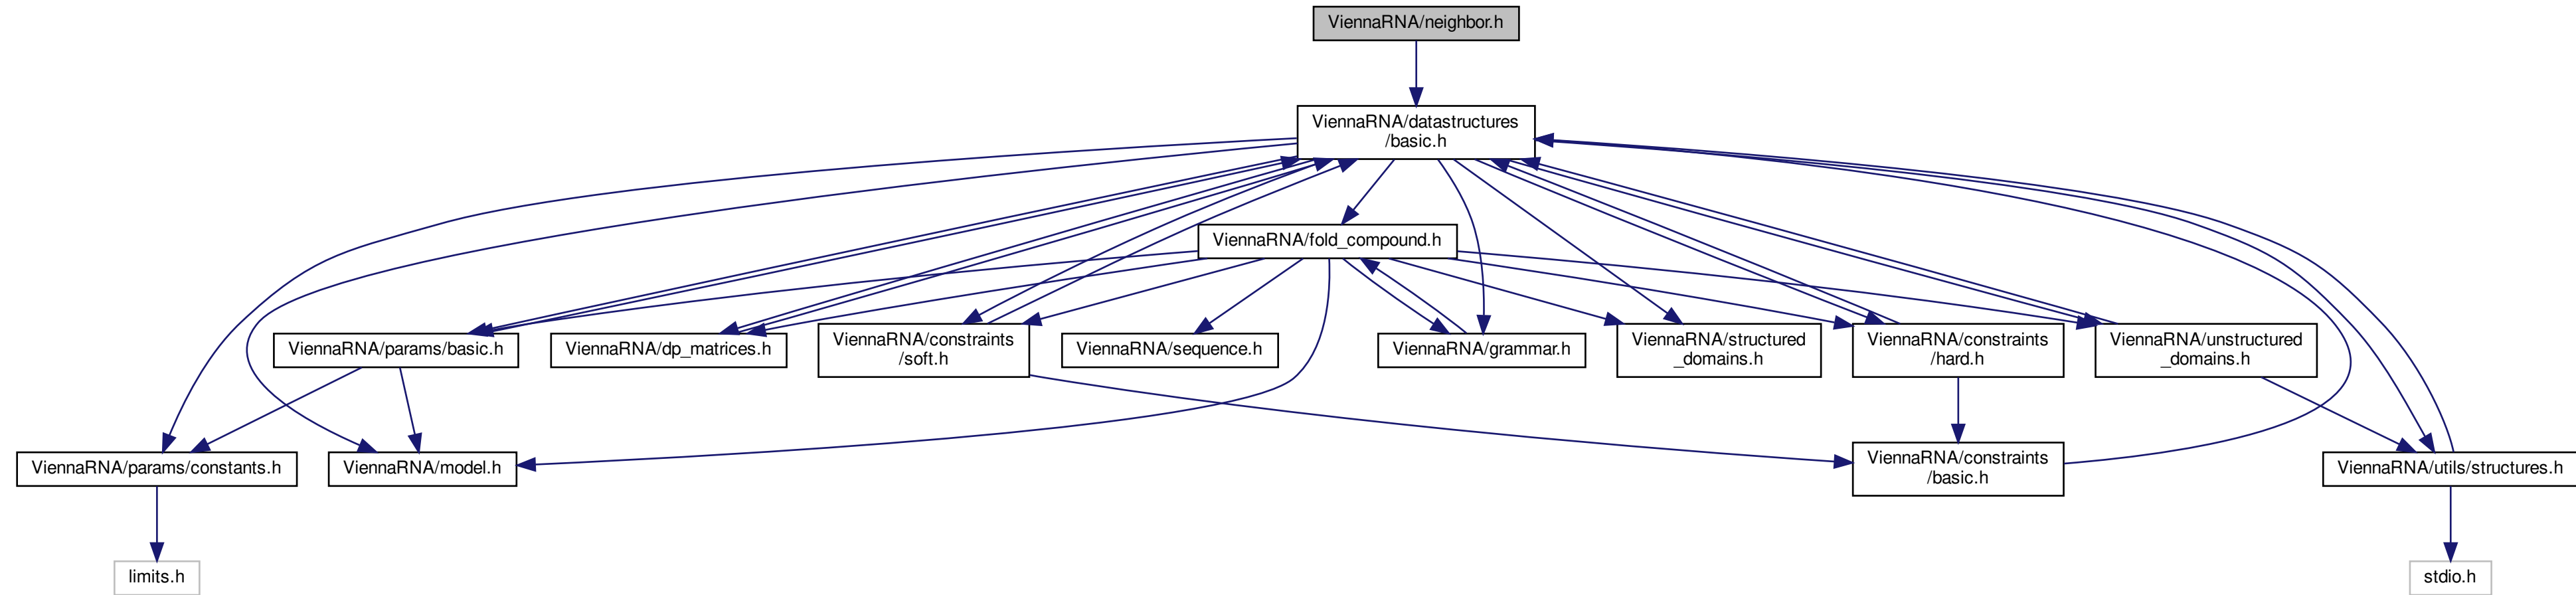 ViennaRNA/neighbor.h
ViennaRNA/datastructures
/basic.h
ViennaRNA/fold_compound.h
ViennaRNA/params/basic.h
ViennaRNA/dp_matrices.h
ViennaRNA/constraints
/soft.h
ViennaRNA/sequence.h
ViennaRNA/grammar.h
ViennaRNA/structured
_domains.h
ViennaRNA/constraints
/hard.h
ViennaRNA/unstructured
_domains.h
ViennaRNA/params/constants.h
ViennaRNA/model.h
ViennaRNA/constraints
/basic.h
ViennaRNA/utils/structures.h
limits.h
stdio.h